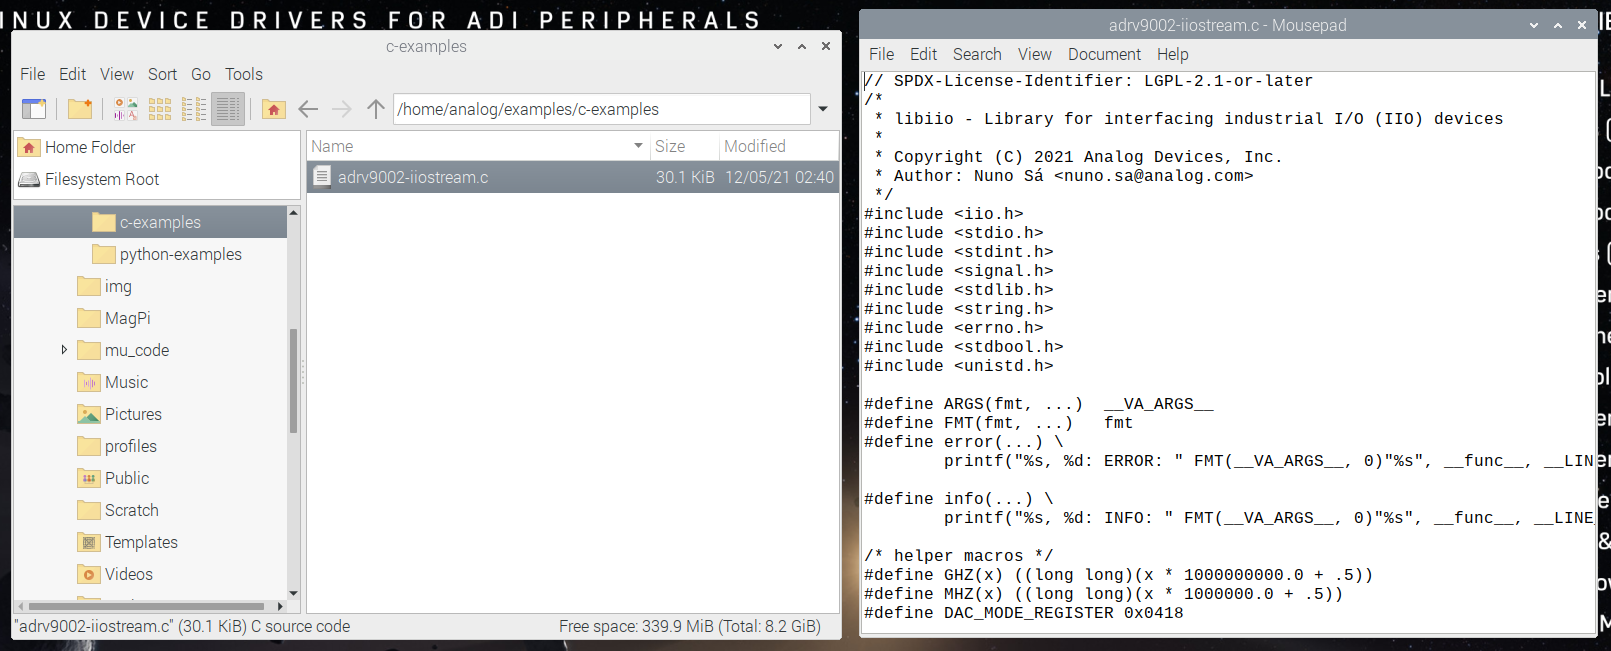 INUX DEVICE DRIVERS FOR ADI PERIPHERALS
c-examples
File Edit View Sort Go Tools
/home/analog/examples/c-examples
Home Folder
Filesystem Root
c-examples
python-examples
img
MagPi
mu_code
Music
Pictures
profiles
Public
Scratch
Templates
Videos
Name Size Modified
adrv9002-iiostream.c 30.1 KiB 12/05/21 02:40
"adrv9002-iiostream.c" (30.1 KiB) C source code Free space: 339.9 MiB (Total: 8.2 GiB)
adrv9002-iiostream.c - Mousepad
File Edit Search View Document Help
// SPDX-License-Identifier: LGPL-2.1-or-later
/*
 * libiio - Library for interfacing industrial I/O (IIO) devices
 *
 * Copyright (C) 2021 Analog Devices, Inc.
 * Author: Nuno Sá <nuno.sa@analog.com>
 */
#include <iio.h>
#include <stdio.h>
#include <stdint.h>
#include <signal.h>
#include <stdlib.h>
#include <string.h>
#include <errno.h>
#include <stdbool.h>
#include <unistd.h>
#define ARGS(fmt, ...) __VA_ARGS__
#define FMT(fmt, ...) fmt
#define error(...) \
printf("%s, %d: ERROR: " FMT(__VA_ARGS__, 0)"%s", __func__, __LIN
#define info(...) \
printf("%s, %d: INFO: " FMT(__VA_ARGS__, 0)"%s", __func__, __LINE
/* helper macros */
#define GHZ(x) ((long long)(x * 1000000000.0 + .5))
#define MHZ(x) ((long long)(x * 1000000.0 + .5))
#define DAC_MODE_REGISTER 0x0418